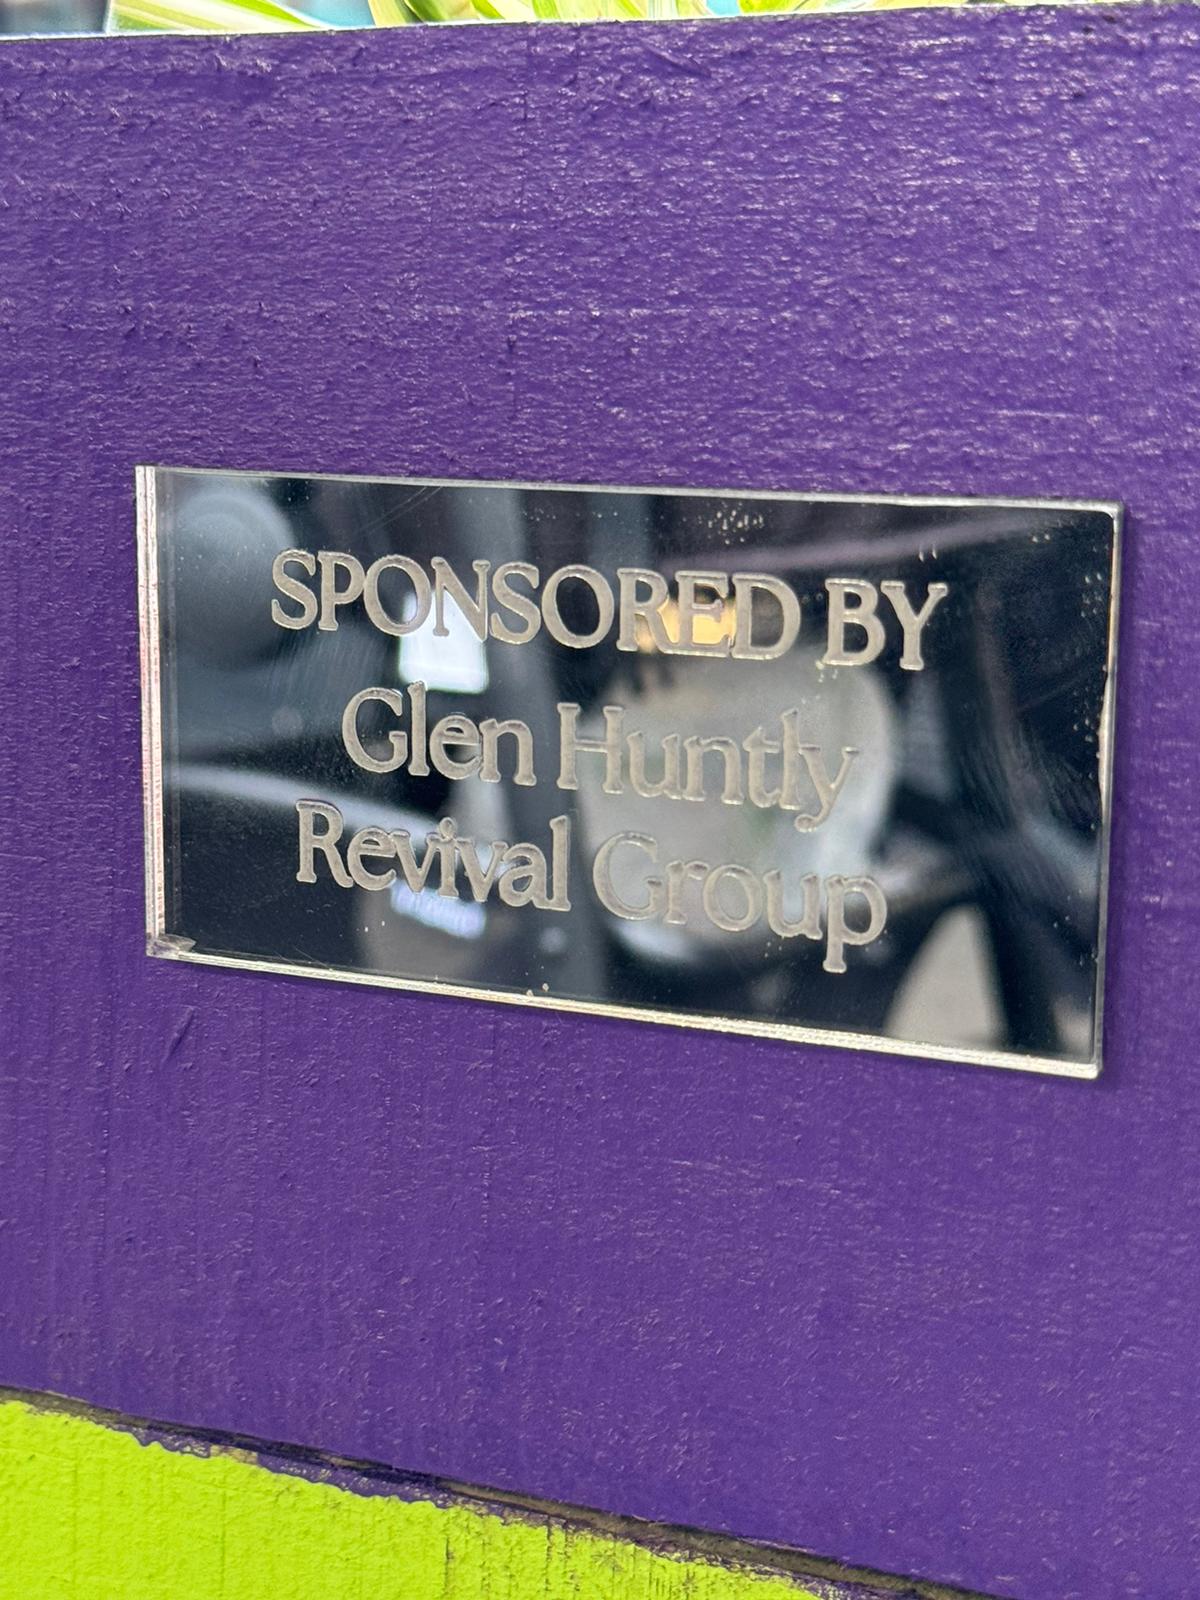 SPONSORED BY
Glen Huntly
Revival Group